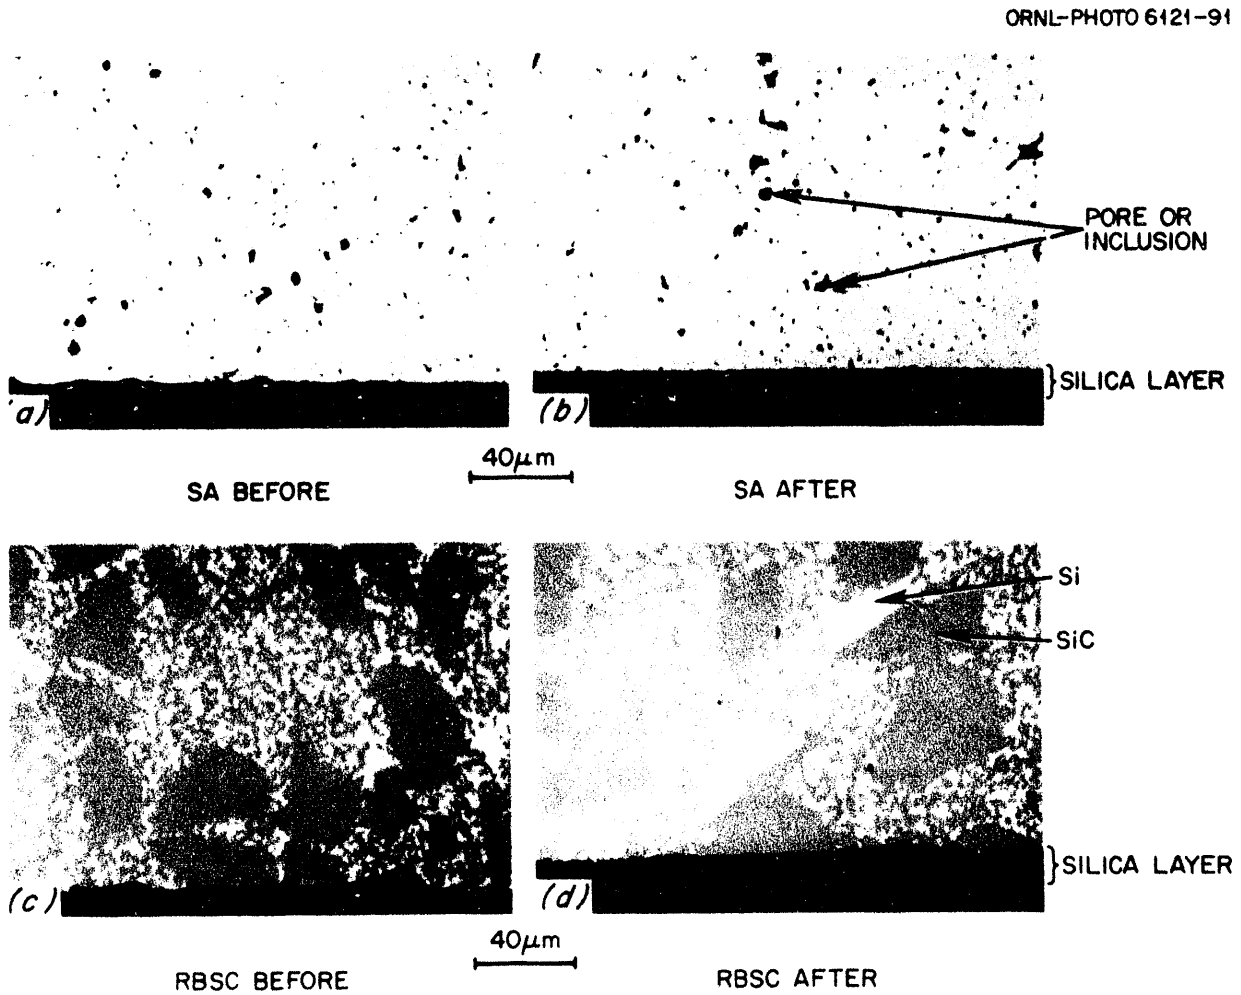 ORNL-PHOTO 6121-91
PORE OR
INCLUSION
SILICA LAYER
(a)
(b)
40μm
SA BEFORE
SA AFTER
Si
SiC
SILICA LAYER
(c)
(d)
40μm
RBSC BEFORE
RBSC AFTER